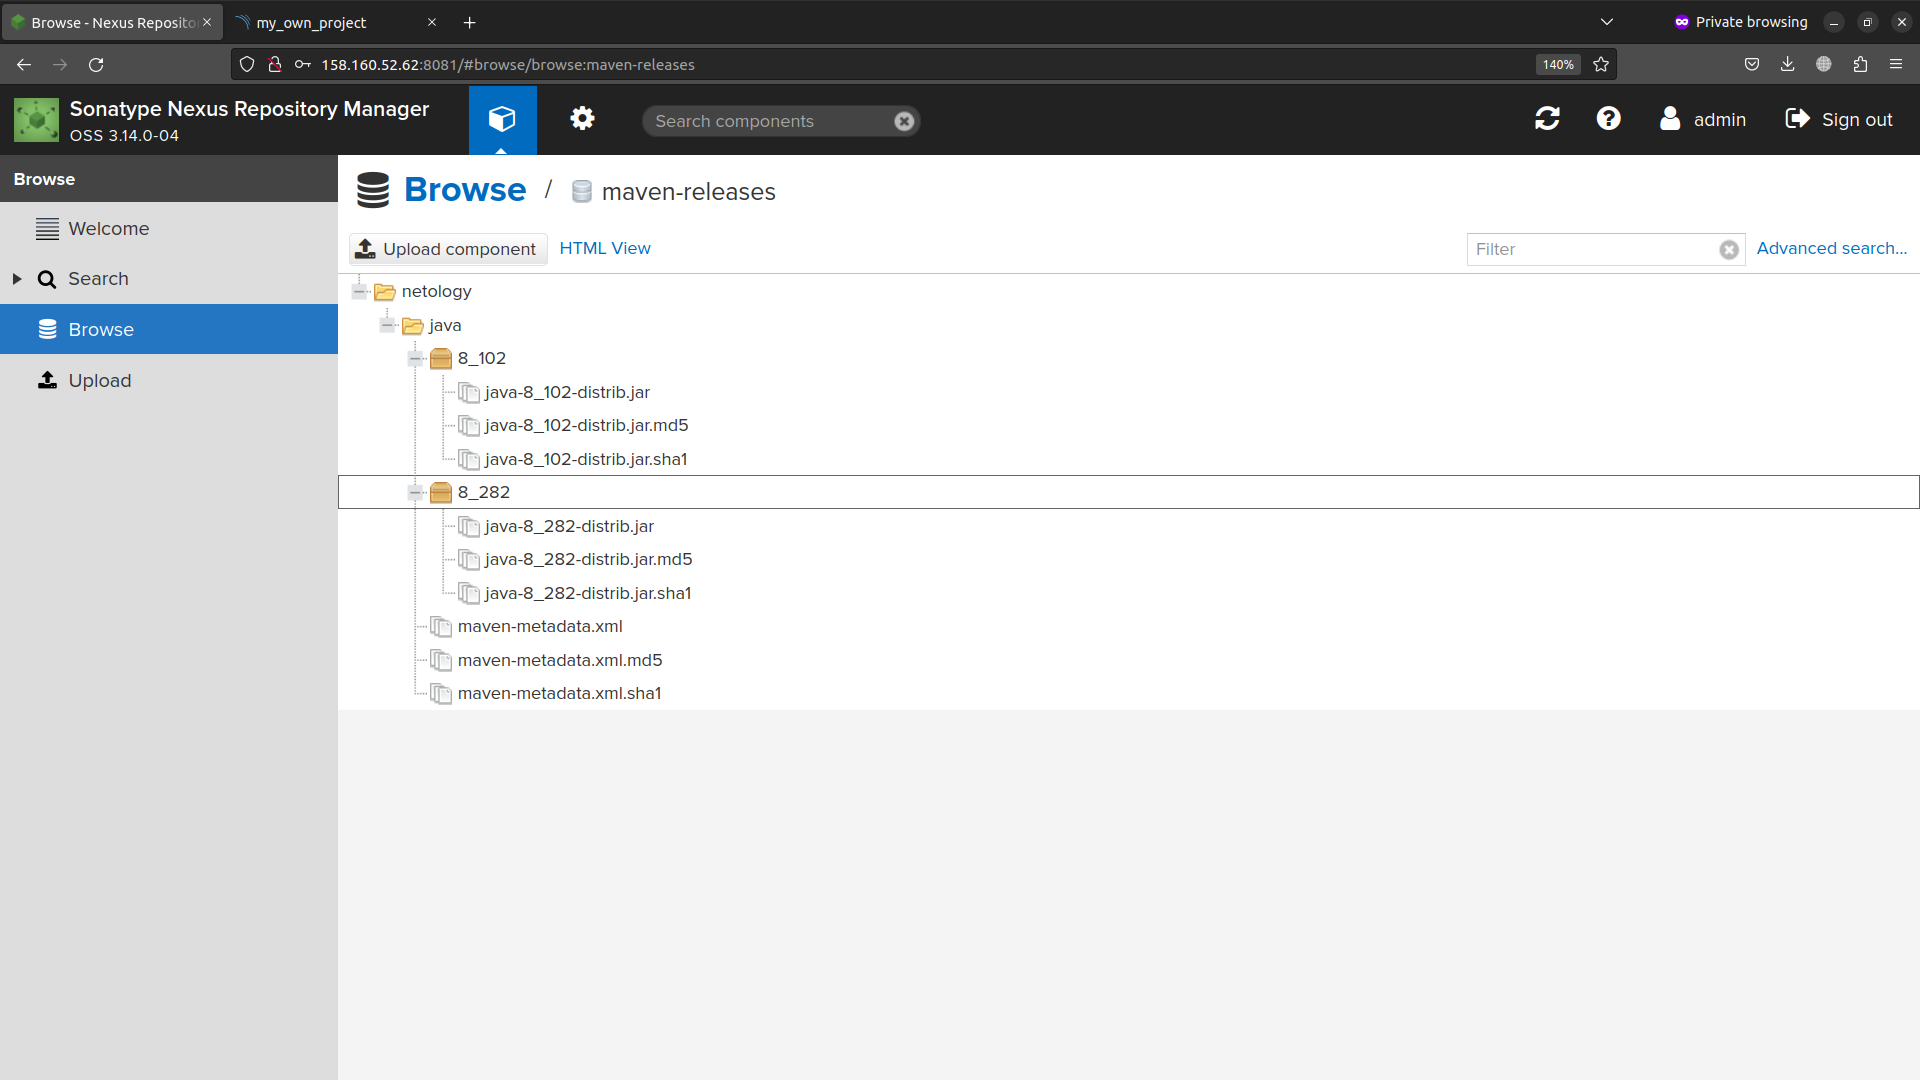 Browse - Nexus Reposito
my_own_project
Private browsing
158.160.52.62:8081/#browse/browse:maven-releases
140%
Sonatype Nexus Repository Manager
OSS 3.14.0-04
Search components
admin
Sign out
Browse
Welcome
Search
Browse
Upload
Browse / maven-releases
Upload component
HTML View
Filter
Advanced search...
netology
java
8_102
java-8_102-distrib.jar
java-8_102-distrib.jar.md5
java-8_102-distrib.jar.sha1
8_282
java-8_282-distrib.jar
java-8_282-distrib.jar.md5
java-8_282-distrib.jar.sha1
maven-metadata.xml
maven-metadata.xml.md5
maven-metadata.xml.sha1